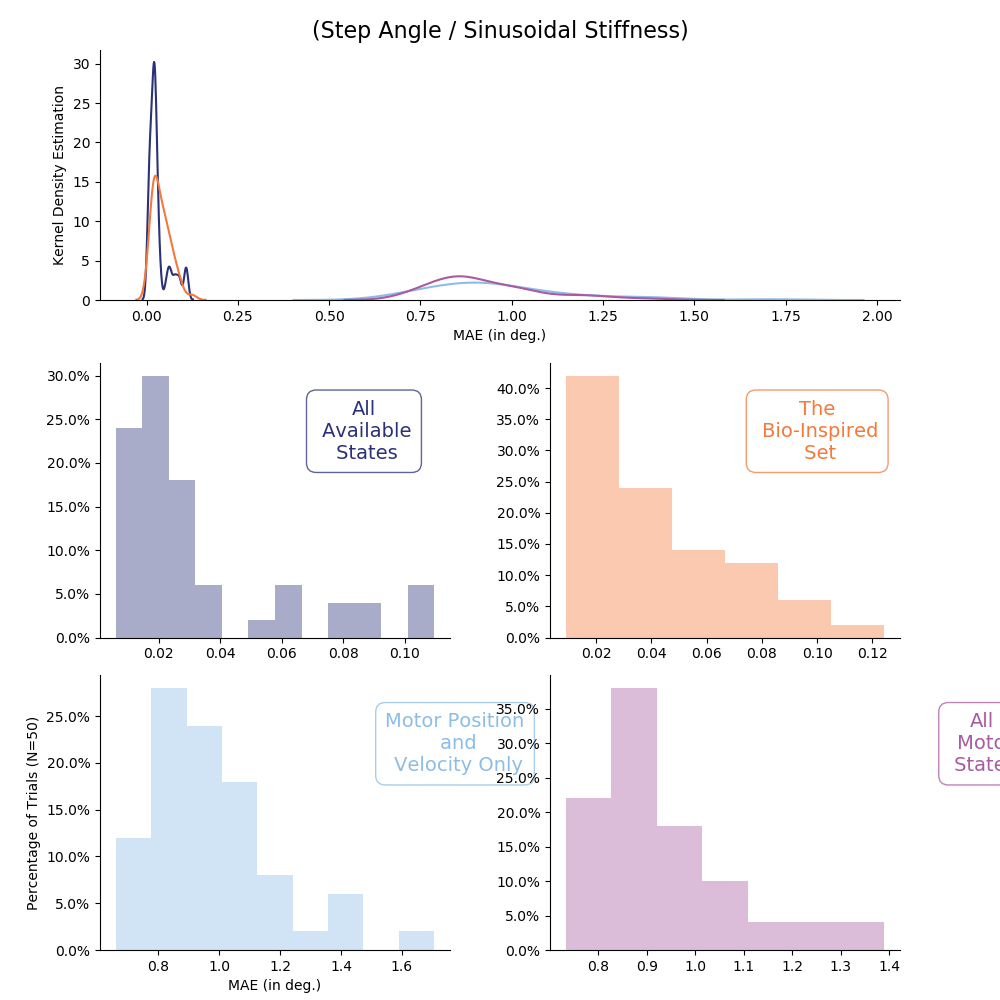 (Step Angle / Sinusoidal Stiffness)
30
25
20
15
10
5
0
Kernel Density Estimation
0.00 0.25 0.50 0.75 1.00 1.25 1.50 1.75 2.00
MAE (in deg.)
30.0%
25.0%
20.0%
15.0%
10.0%
5.0%
0.0%
All
Available
States
0.02 0.04 0.06 0.08 0.10
40.0%
35.0%
30.0%
25.0%
20.0%
15.0%
10.0%
5.0%
0.0%
The
Bio-Inspired
Set
0.02 0.04 0.06 0.08 0.10 0.12
Percentage of Trials (N=50)
25.0%
20.0%
15.0%
10.0%
5.0%
0.0%
Motor Position
and
Velocity Only
0.8 1.0 1.2 1.4 1.6
MAE (in deg.)
35.0%
30.0%
25.0%
20.0%
15.0%
10.0%
5.0%
0.0%
All
Moto
State
0.8 0.9 1.0 1.1 1.2 1.3 1.4